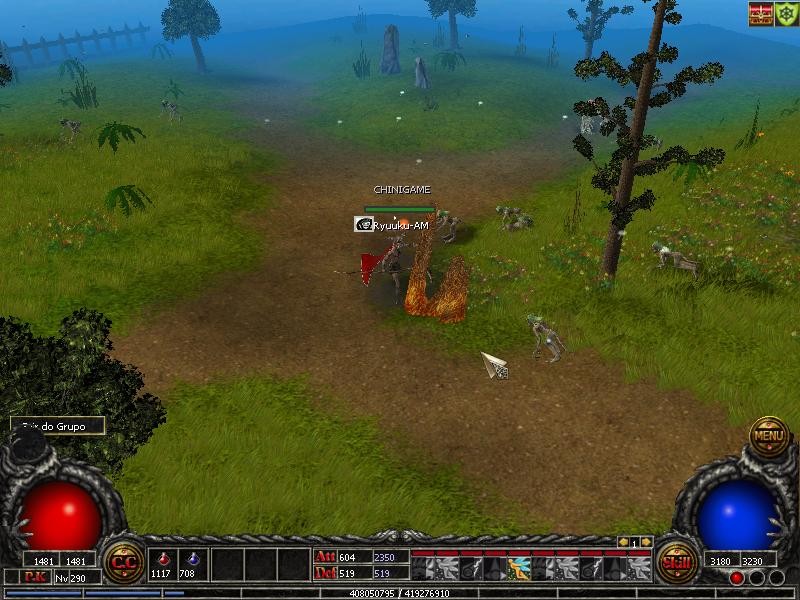 CHINIGAME
Ryuuku-AM
do Grupo
MENU
1481 1481
P.K Nv 290
CC
1117 708
Att 604 2350
Def 519 519
1
Skill
3180 3230
408050795 / 419276910